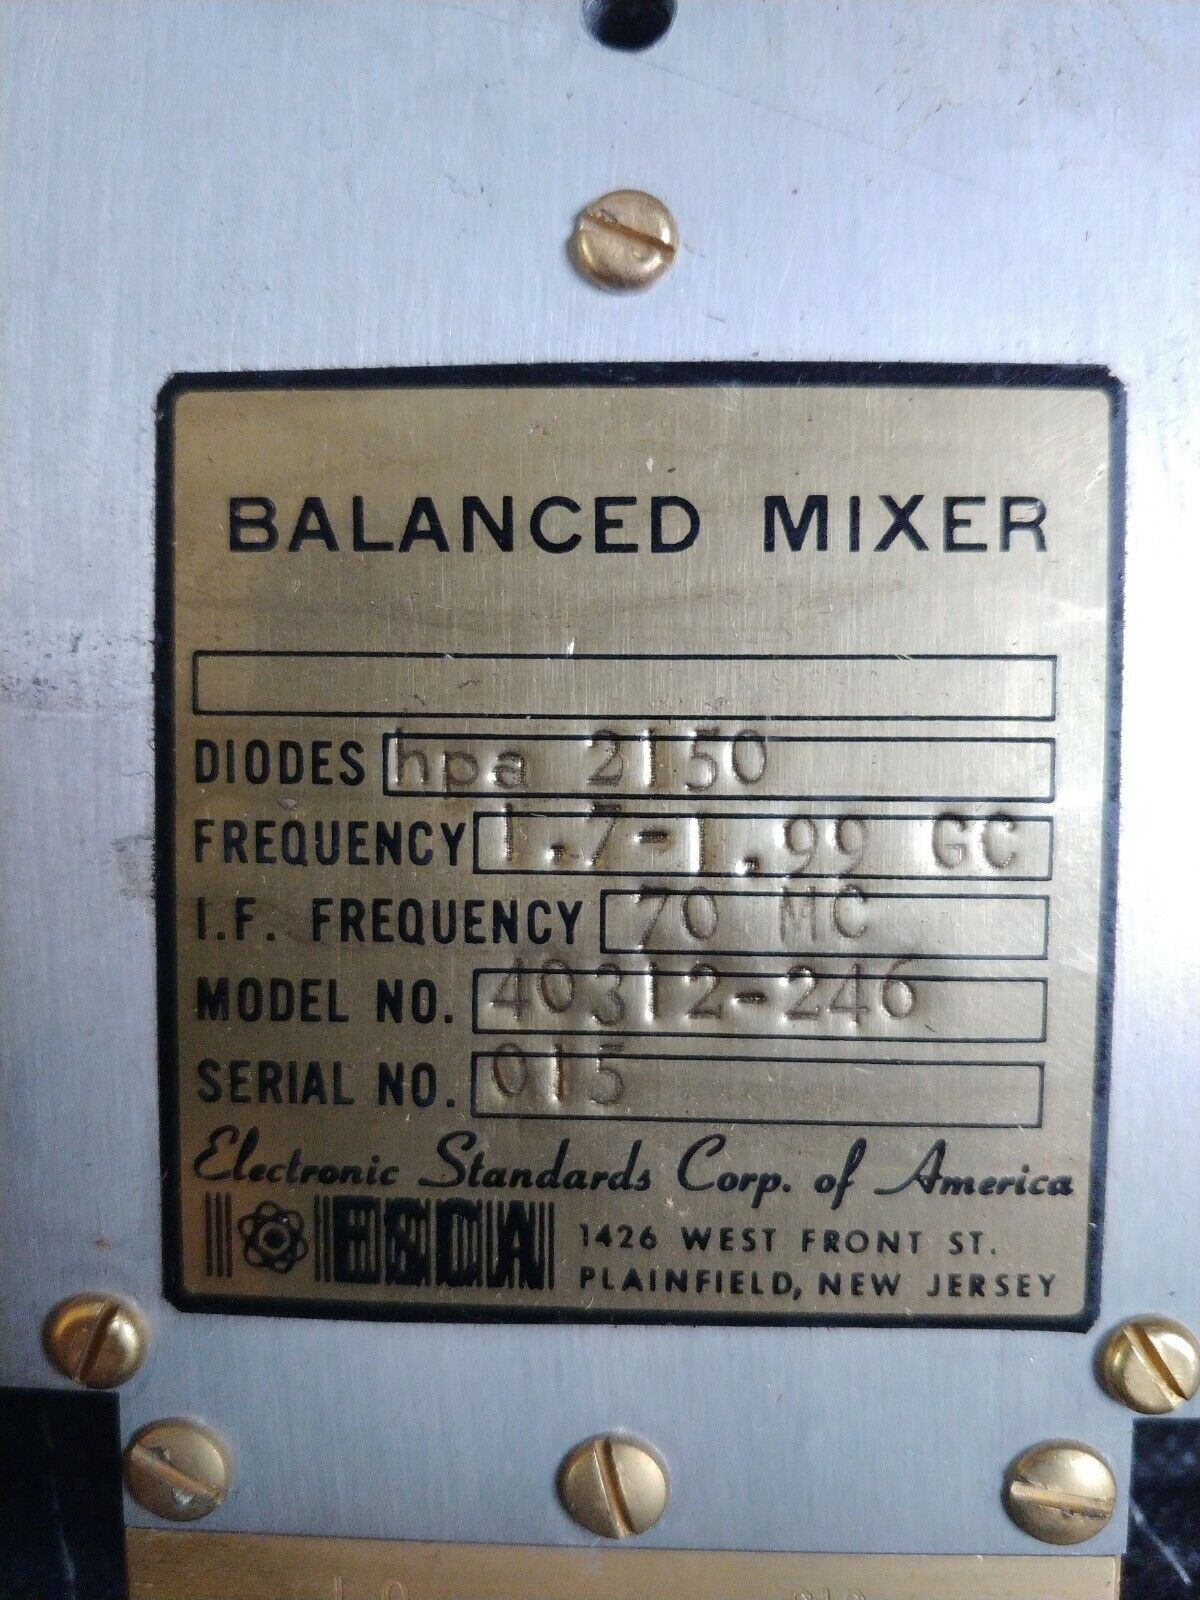 BALANCED MIXER
DIODES hpa 2150
FREQUENCY 1.7-1.99 GC
I.F. FREQUENCY 70 MC
MODEL NO. 40312-246
SERIAL NO. 015
Electronic Standards Corp. of America
ESCA 1426 WEST FRONT ST.
PLAINFIELD, NEW JERSEY